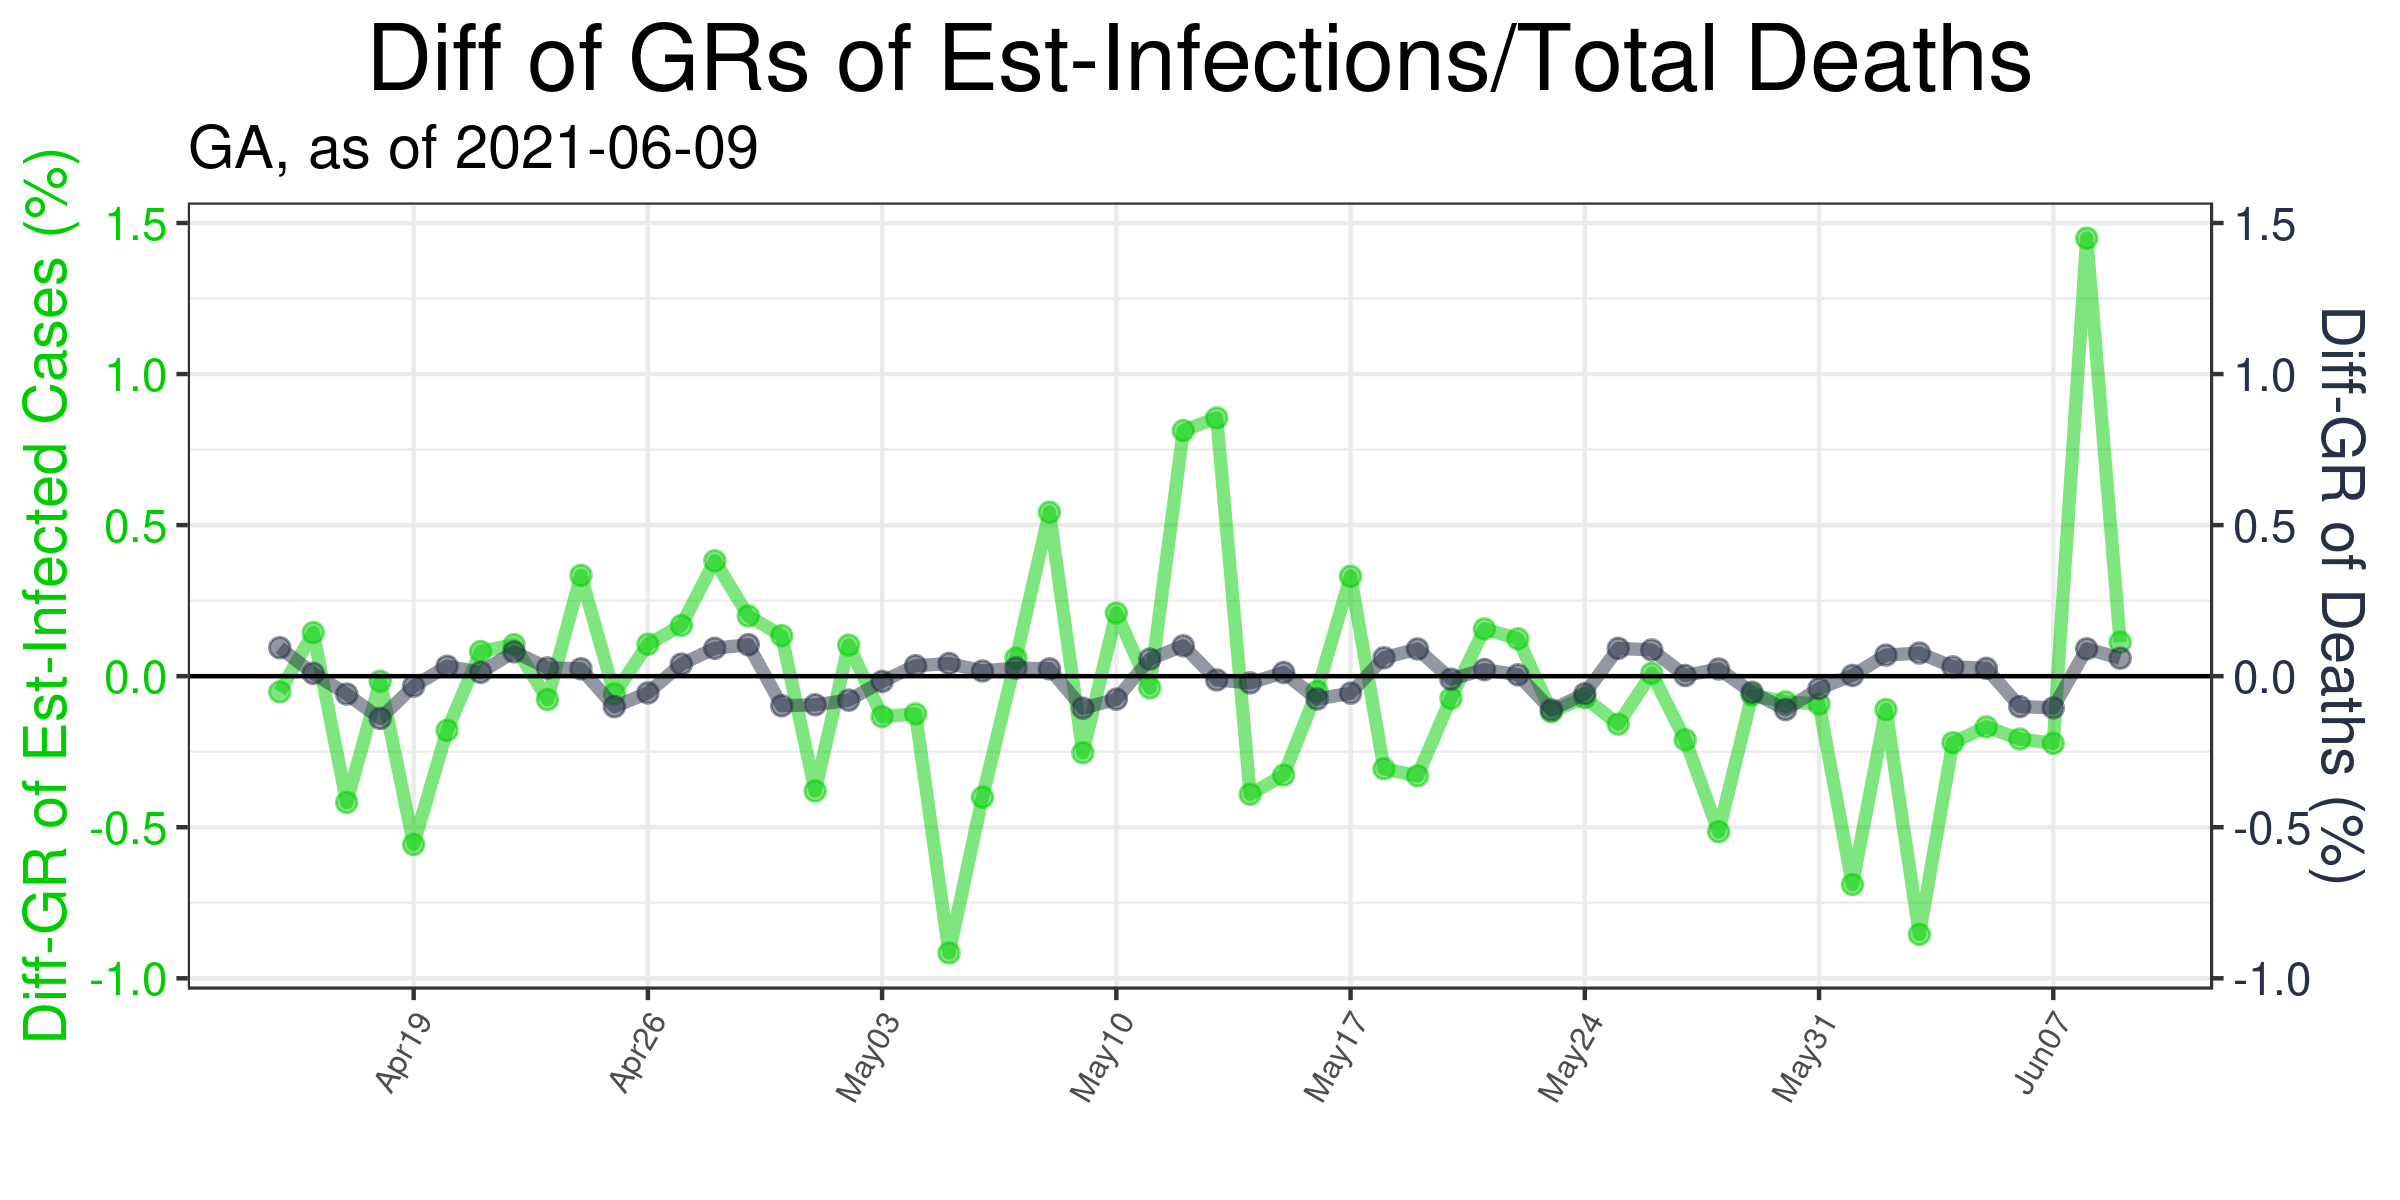 Diff of GRs of Est-Infections/Total Deaths
GA, as of 2021-06-09
Diff-GR of Est-Infected Cases (%)
1.5
1.0
0.5
0.0
-0.5
-1.0
1.5
1.0
0.5
0.0
-0.5
-1.0
Diff-GR of Deaths (%)
Apr19
Apr26
May03
May10
May17
May24
May31
Jun07